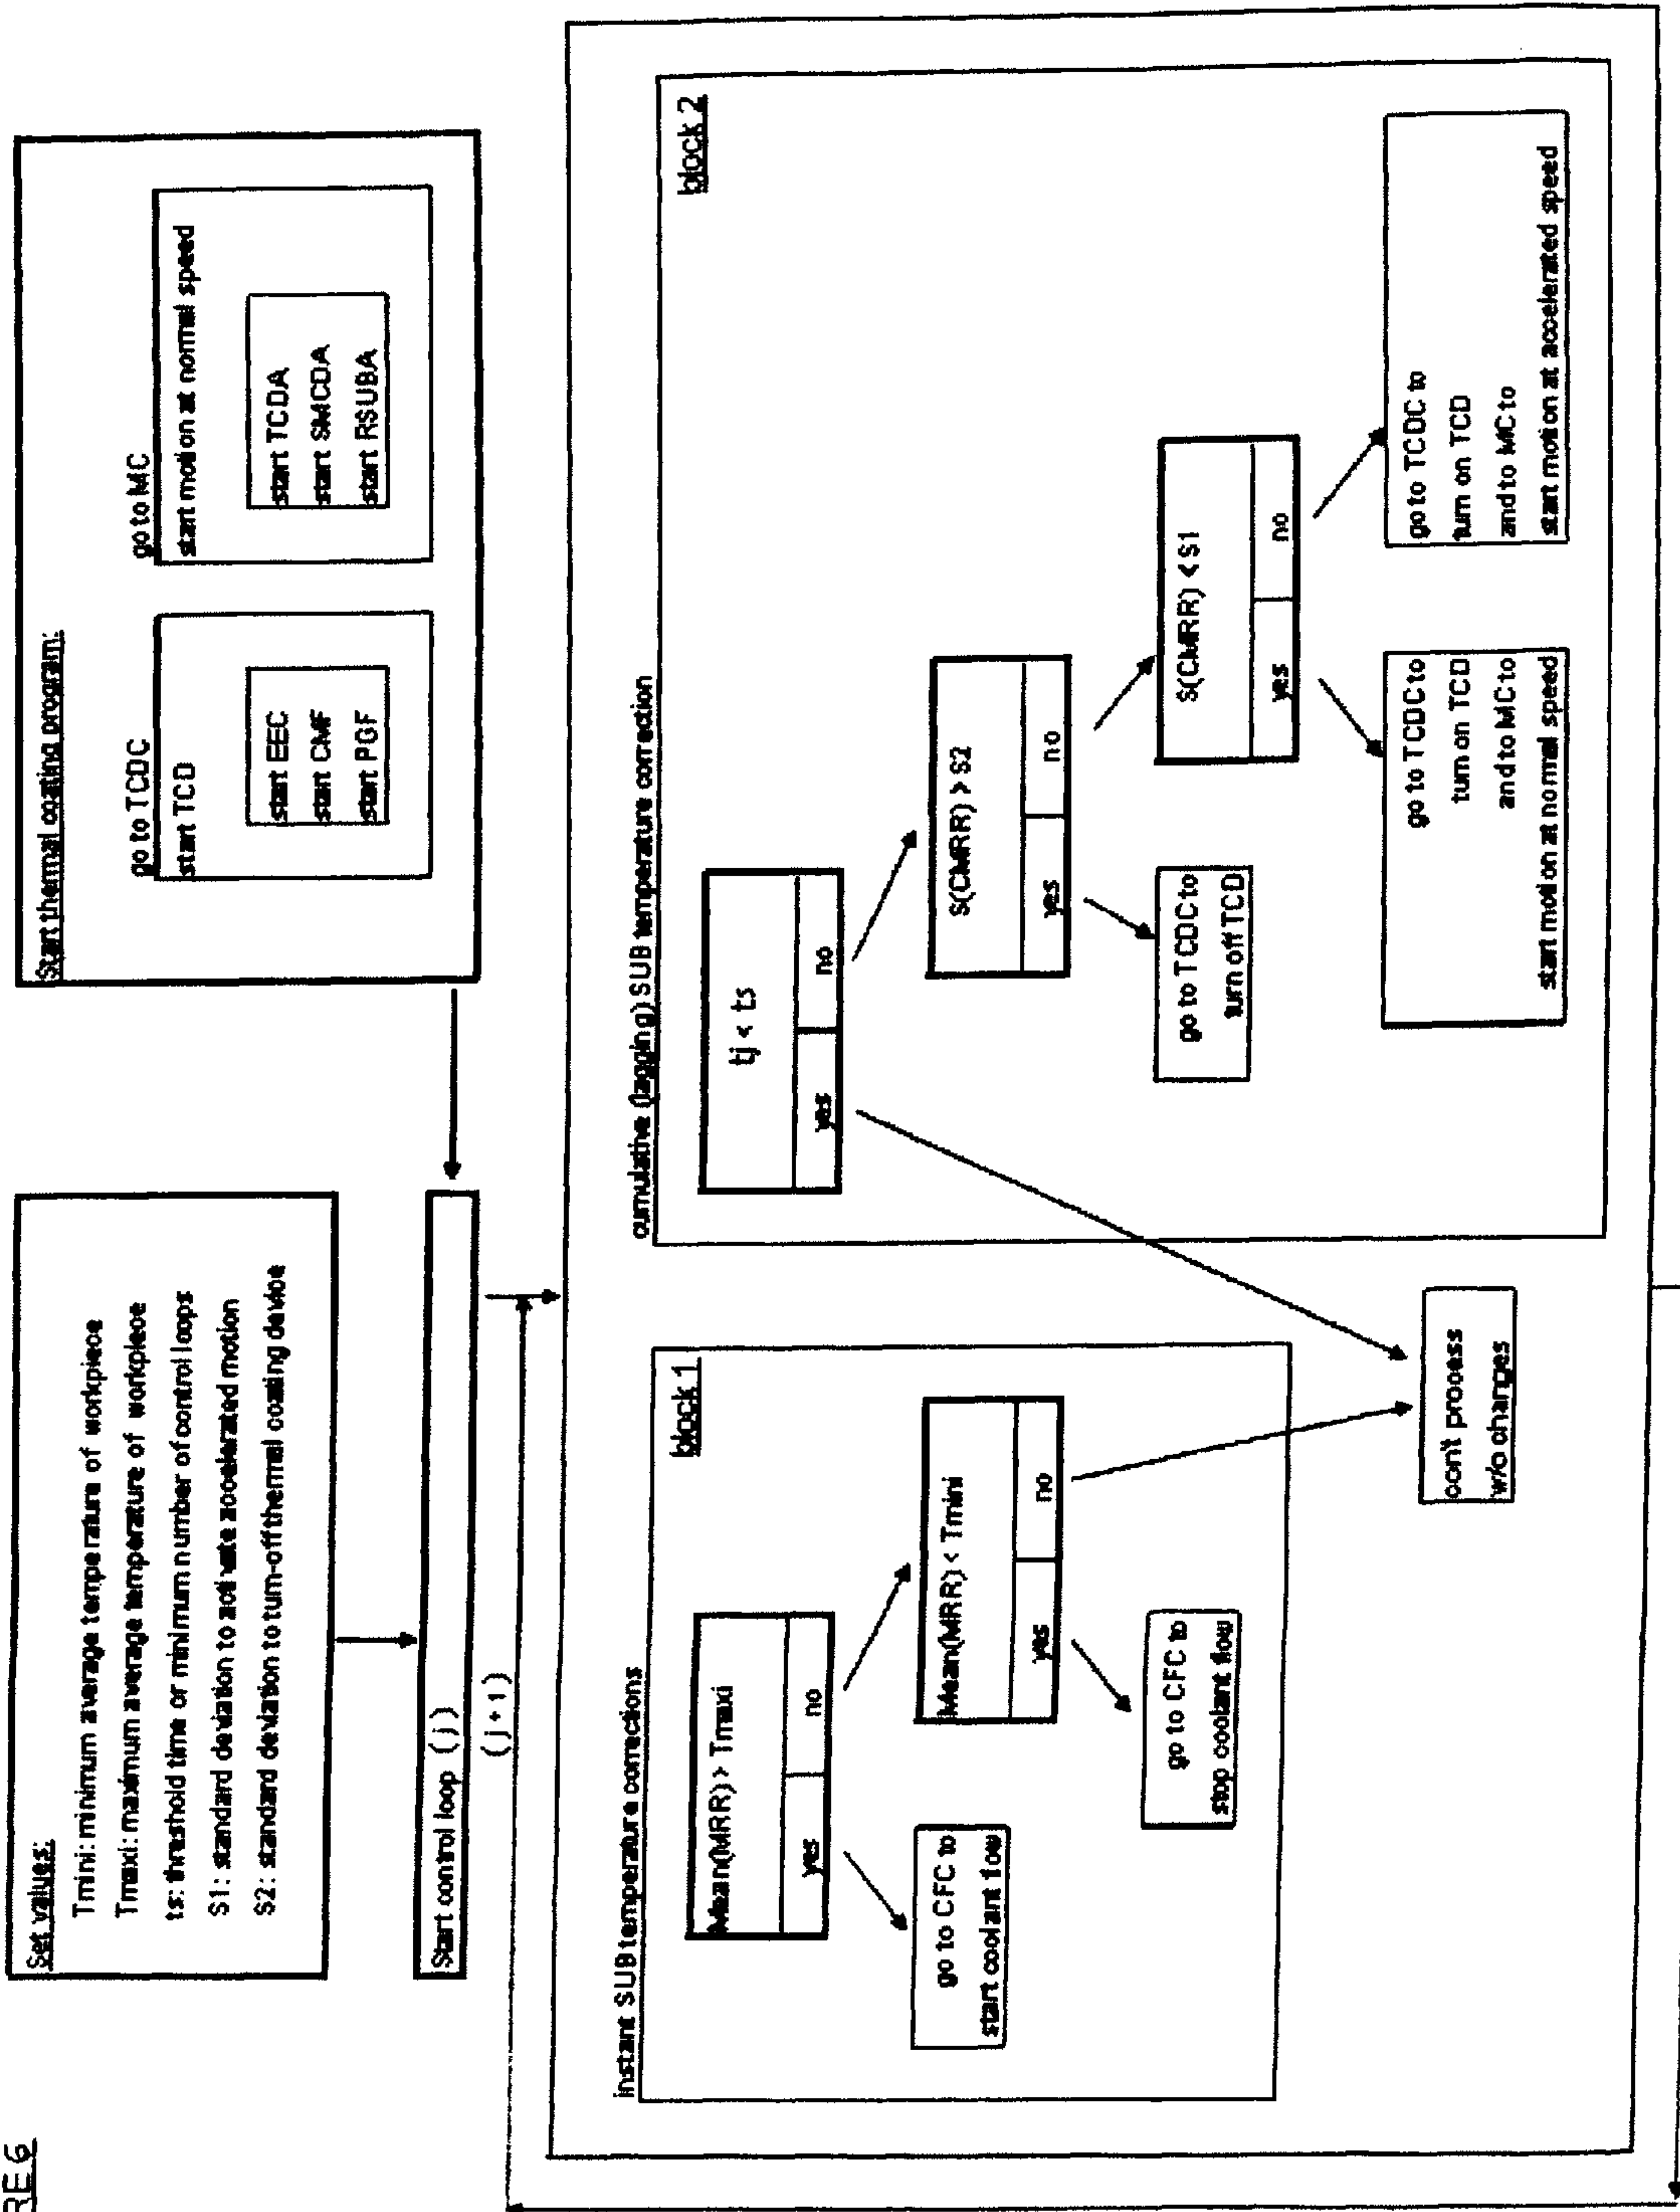 RE 6
Set values:
Tmini: minimum average temperature of workpiece
Tmaxi: maximum average temperature of workpiece
ts: threshold time or minimum number of control loops
S1: standard deviation to activate accelerated motion
S2: standard deviation to turn-off thermal coating device
Start thermal coating program:
go to TCDC
start TCD
start EEC
start CMF
start PGF
go to MC
start motion at normal speed
start TCDA
start SMCDA
start RSUBA
Start control loop (j)
(j+1)
instant SUB temperature corrections
block 1
Mean(MRR) > Tmaxi
yes
no
go to CFC to
start coolant flow
Mean(MRR) < Tmini
yes
no
go to CFC to
stop coolant flow
con't process
w/o changes
cumulative (lagging) SUB temperature correction
block 2
tj < ts
yes
no
S(CMRR) > S2
yes
no
go to TCDC to
turn off TCD
S(CMRR) < S1
yes
no
go to TCDC to
turn on TCD
and to MC to
start motion at normal speed
go to TCDC to
turn on TCD
and to MC to
start motion at accelerated speed